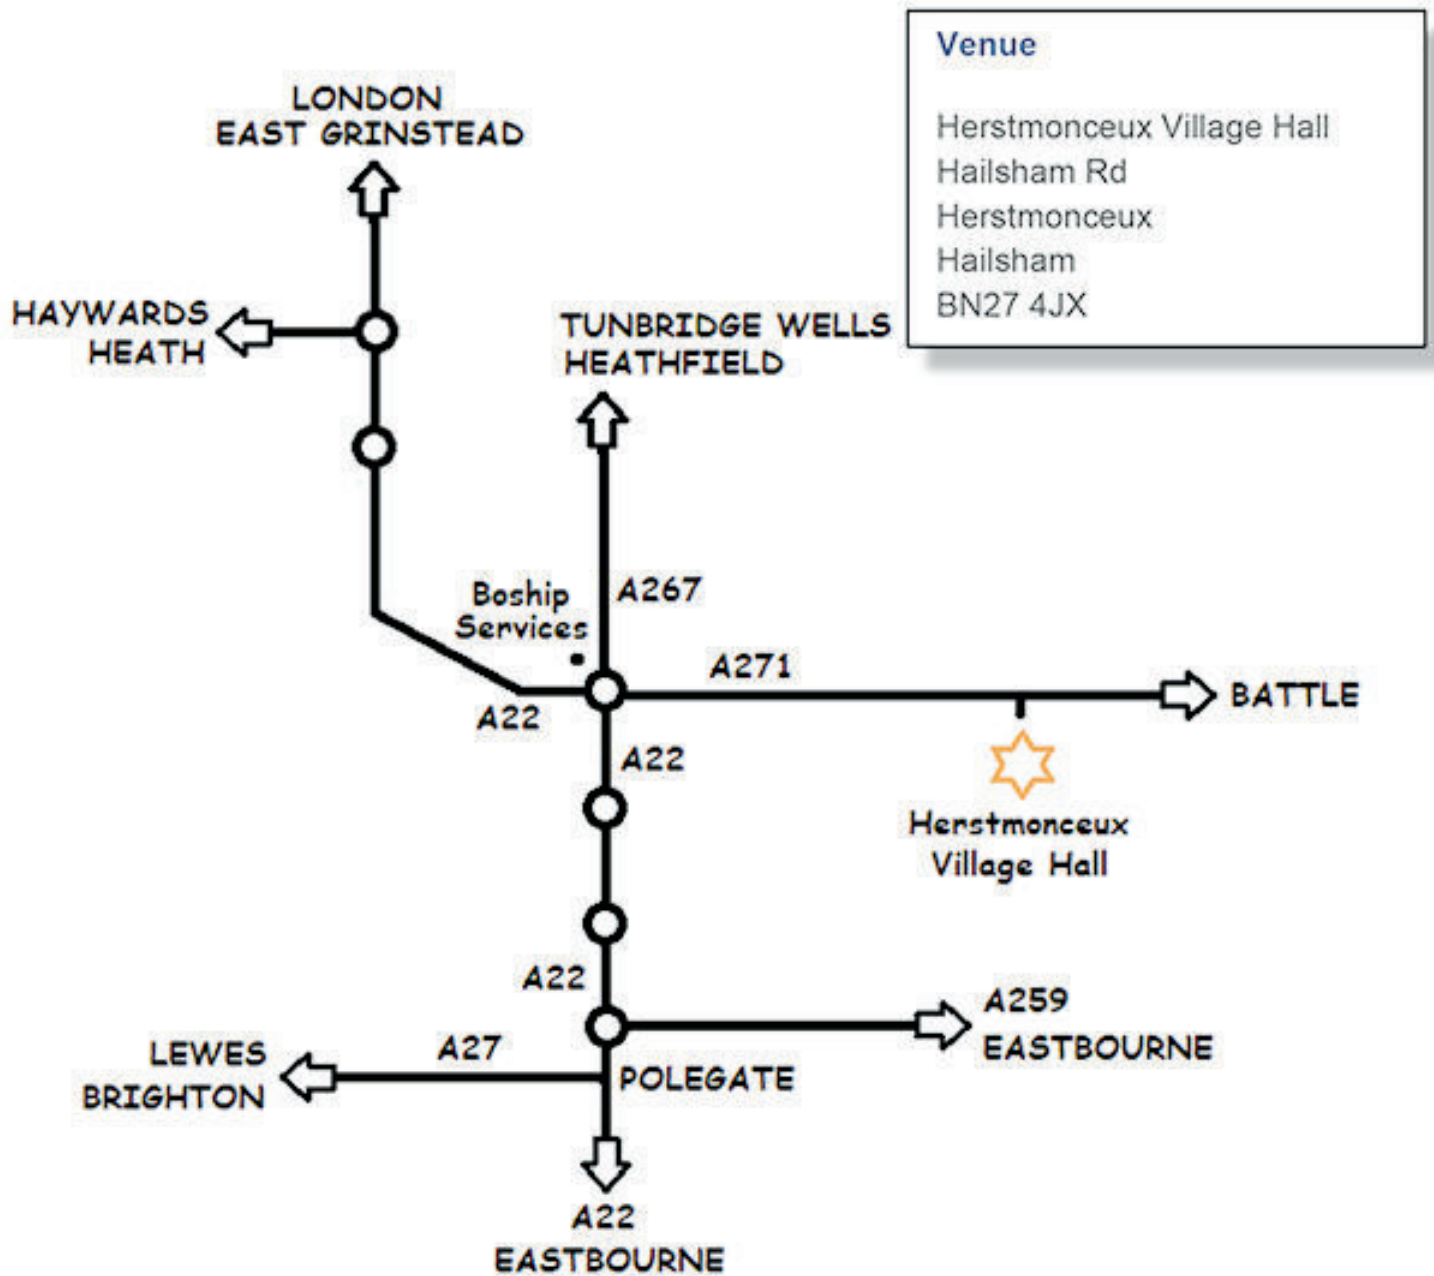 Venue
Herstmonceux Village Hall
Hailsham Rd
Herstmonceux
Hailsham
BN27 4JX
LONDON
EAST GRINSTEAD
HAYWARDS
HEATH
TUNBRIDGE WELLS
HEATHFIELD
Boship
Services
A267
A271
BATTLE
A22
A22
Herstmonceux
Village Hall
A22
A259
EASTBOURNE
LEWES
BRIGHTON
A27
POLEGATE
A22
EASTBOURNE